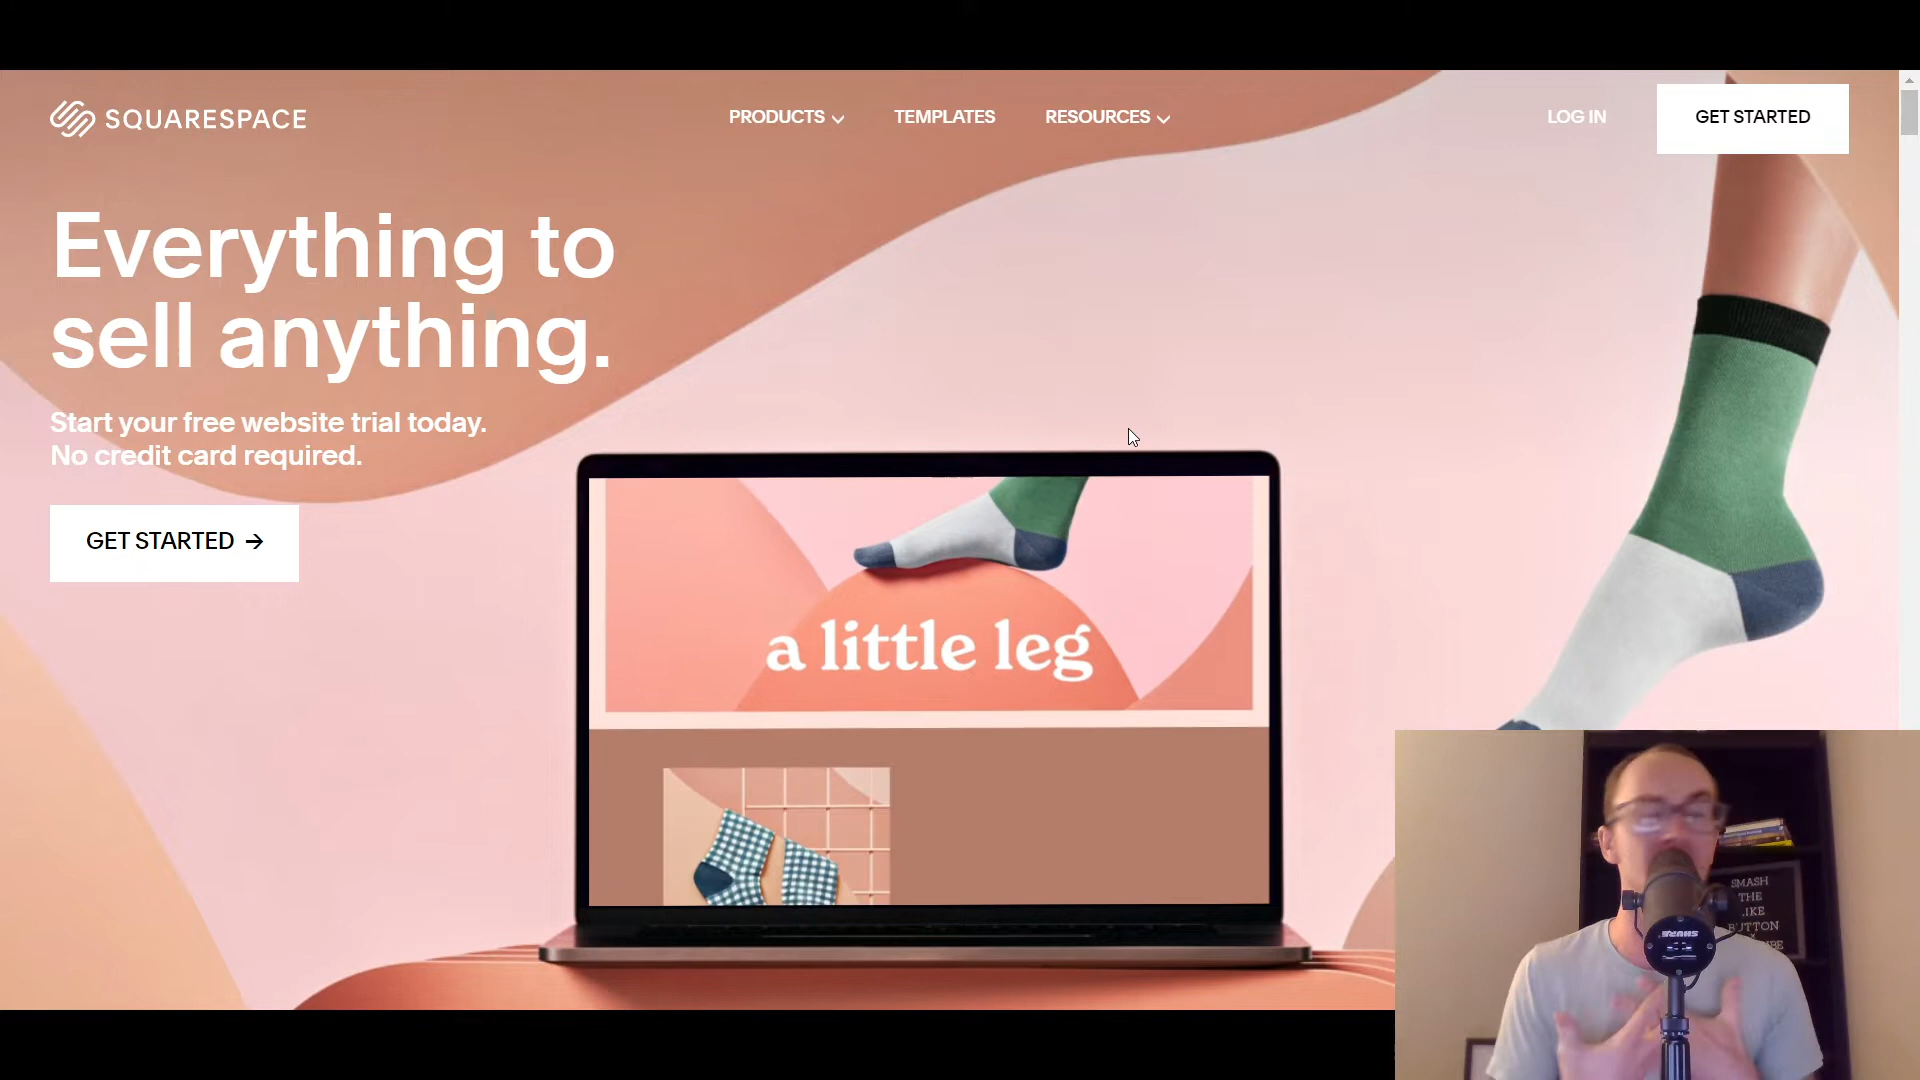 SQUARESPACE
PRODUCTS
TEMPLATES
RESOURCES
LOG IN
GET STARTED
Everything to
sell anything.
Start your free website trial today.
No credit card required.
GET STARTED →
a little leg
SMASH
THE
LIKE
BUTTON
SHURE